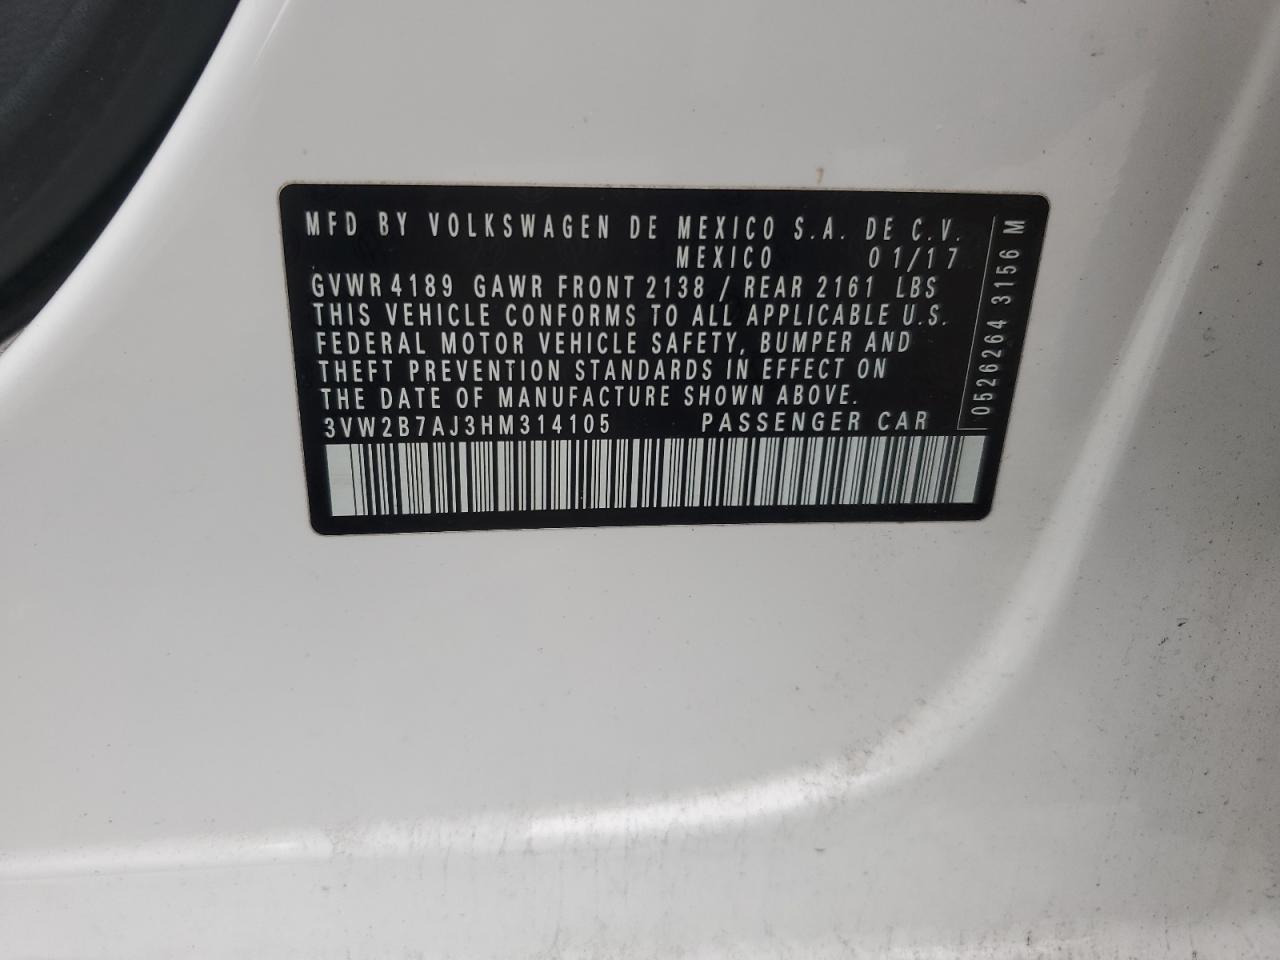 MFD BY VOLKSWAGEN DE MEXICO S.A. DE C.V.
MEXICO 01/17
GVWR 4189 GAWR FRONT 2138 / REAR 2161 LBS
THIS VEHICLE CONFORMS TO ALL APPLICABLE U.S.
FEDERAL MOTOR VEHICLE SAFETY, BUMPER AND
THEFT PREVENTION STANDARDS IN EFFECT ON
THE DATE OF MANUFACTURE SHOWN ABOVE.
3VW2B7AJ3HM314105 PASSENGER CAR
0526264 3156 M